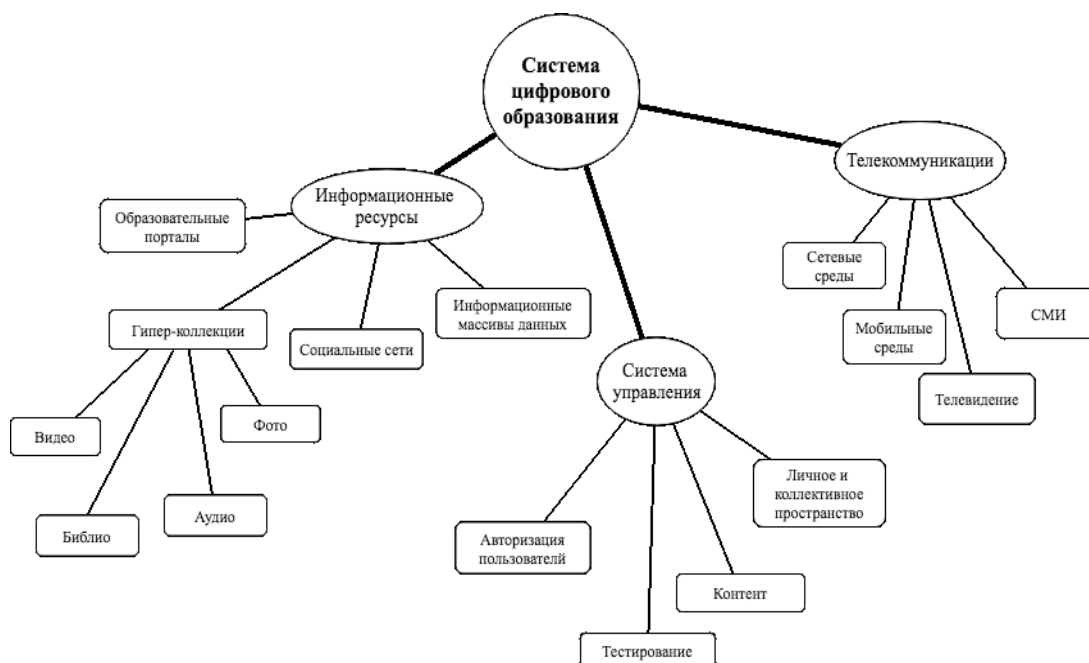 Система
цифрового
образования
Телекоммуникации
Информационные
ресурсы
Образовательные
порталы
Сетевые
среды
Информационные
массивы данных
СМИ
Гипер-коллекции
Мобильные
среды
Социальные сети
Система
управления
Телевидение
Фото
Видео
Личное и
коллективное
пространство
Аудио
Библио
Авторизация
пользователй
Контент
Тестирование